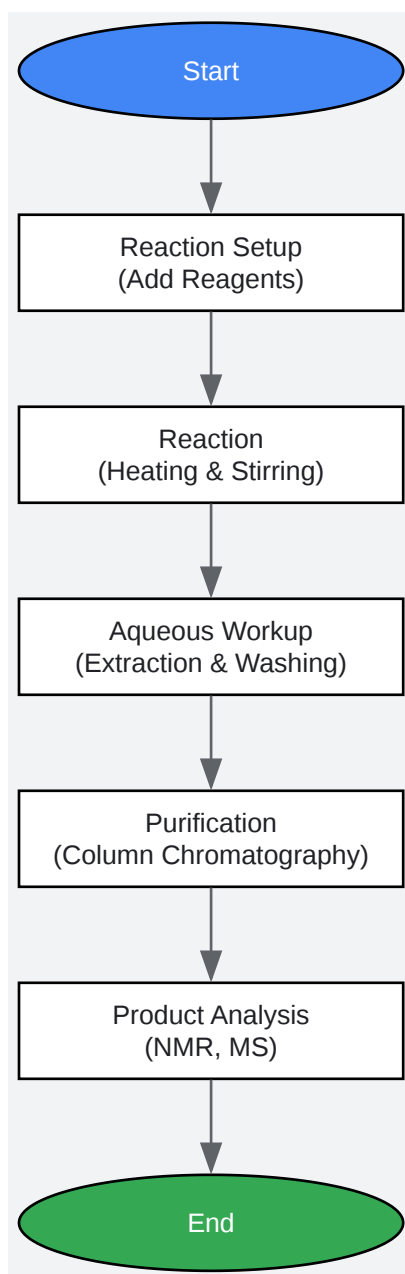 Start
Reaction Setup
(Add Reagents)
Reaction
(Heating & Stirring)
Aqueous Workup
(Extraction & Washing)
Purification
(Column Chromatography)
Product Analysis
(NMR, MS)
End